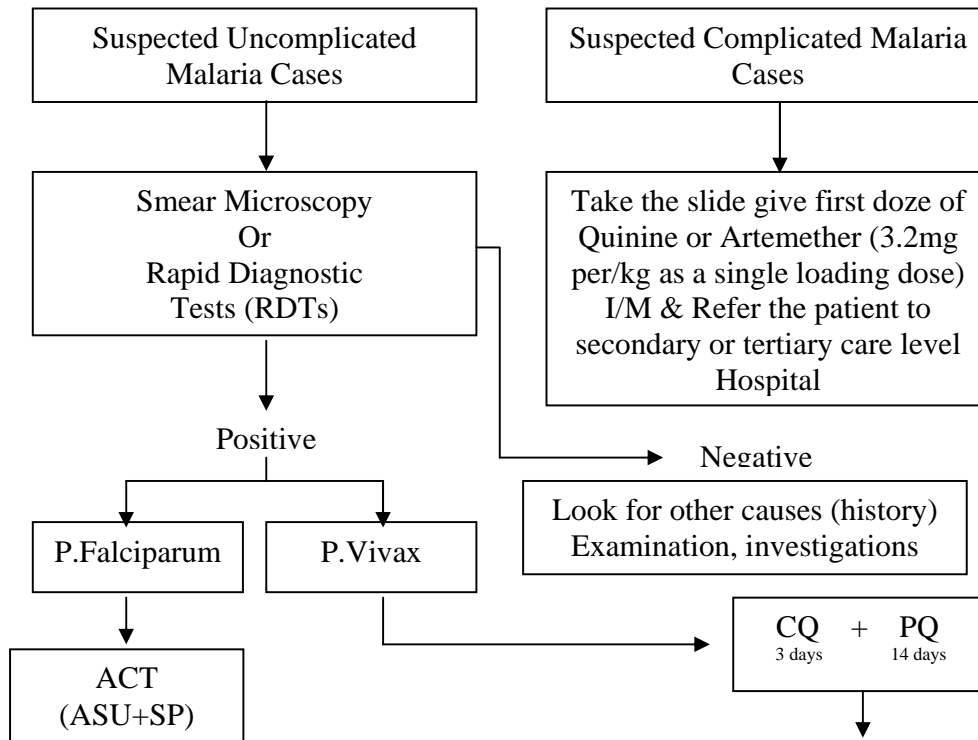 Suspected Uncomplicated
Malaria Cases
Suspected Complicated Malaria
Cases
Smear Microscopy
Or
Rapid Diagnostic
Tests (RDTs)
Take the slide give first doze of
Quinine or Artemether (3.2mg
per/kg as a single loading dose)
I/M & Refer the patient to
secondary or tertiary care level
Hospital
Positive
Negative
Look for other causes (history)
Examination, investigations
P.Falciparum
P.Vivax
CQ + PQ
3 days 14 days
ACT
(ASU+SP)